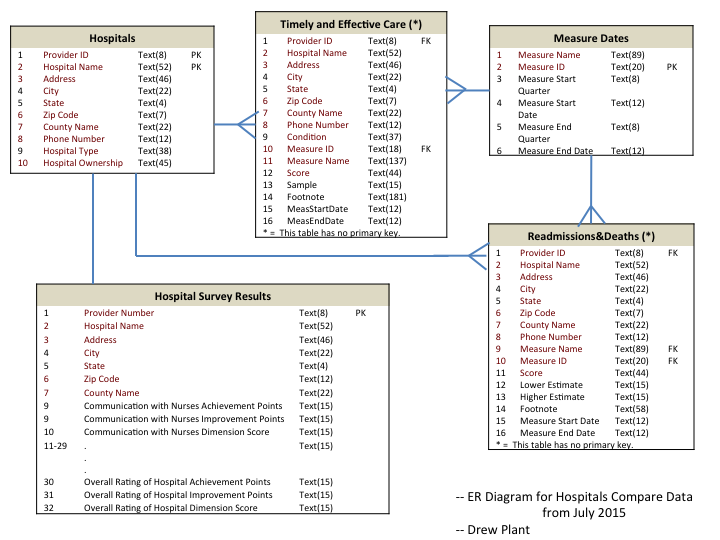 Hospitals
1 Provider ID Text(8) PK
2 Hospital Name Text(52) PK
3 Address Text(46)
4 City Text(22)
5 State Text(4)
6 Zip Code Text(7)
7 County Name Text(22)
8 Phone Number Text(12)
9 Hospital Type Text(38)
10 Hospital Ownership Text(45)
Timely and Effective Care (*)
1 Provider ID Text(8) FK
2 Hospital Name Text(52)
3 Address Text(46)
4 City Text(22)
5 State Text(4)
6 Zip Code Text(7)
7 County Name Text(22)
8 Phone Number Text(12)
9 Condition Text(37)
10 Measure ID Text(18) FK
11 Measure Name Text(137)
12 Score Text(44)
13 Sample Text(15)
14 Footnote Text(181)
15 MeasStartDate Text(12)
16 MeasEndDate Text(12)
* = This table has no primary key.
Measure Dates
1 Measure Name Text(89)
2 Measure ID Text(20) PK
3 Measure Start Text(8)
Quarter
4 Measure Start Text(12)
Date
5 Measure End Text(8)
Quarter
6 Measure End Date Text(12)
Readmissions&Deaths (*)
1 Provider ID Text(8) FK
2 Hospital Name Text(52)
3 Address Text(46)
4 City Text(22)
5 State Text(4)
6 Zip Code Text(7)
7 County Name Text(22)
8 Phone Number Text(12)
9 Measure Name Text(89) FK
10 Measure ID Text(20) FK
11 Score Text(44)
12 Lower Estimate Text(15)
13 Higher Estimate Text(15)
14 Footnote Text(58)
15 Measure Start Date Text(12)
16 Measure End Date Text(12)
* = This table has no primary key.
Hospital Survey Results
1 Provider Number Text(8) PK
2 Hospital Name Text(52)
3 Address Text(46)
4 City Text(22)
5 State Text(4)
6 Zip Code Text(12)
7 County Name Text(22)
9 Communication with Nurses Achievement Points Text(15)
9 Communication with Nurses Improvement Points Text(15)
10 Communication with Nurses Dimension Score Text(15)
11-29 . Text(15)
.
.
30 Overall Rating of Hospital Achievement Points Text(15)
31 Overall Rating of Hospital Improvement Points Text(15)
32 Overall Rating of Hospital Dimension Score Text(15)
-- ER Diagram for Hospitals Compare Data
from July 2015
-- Drew Plant